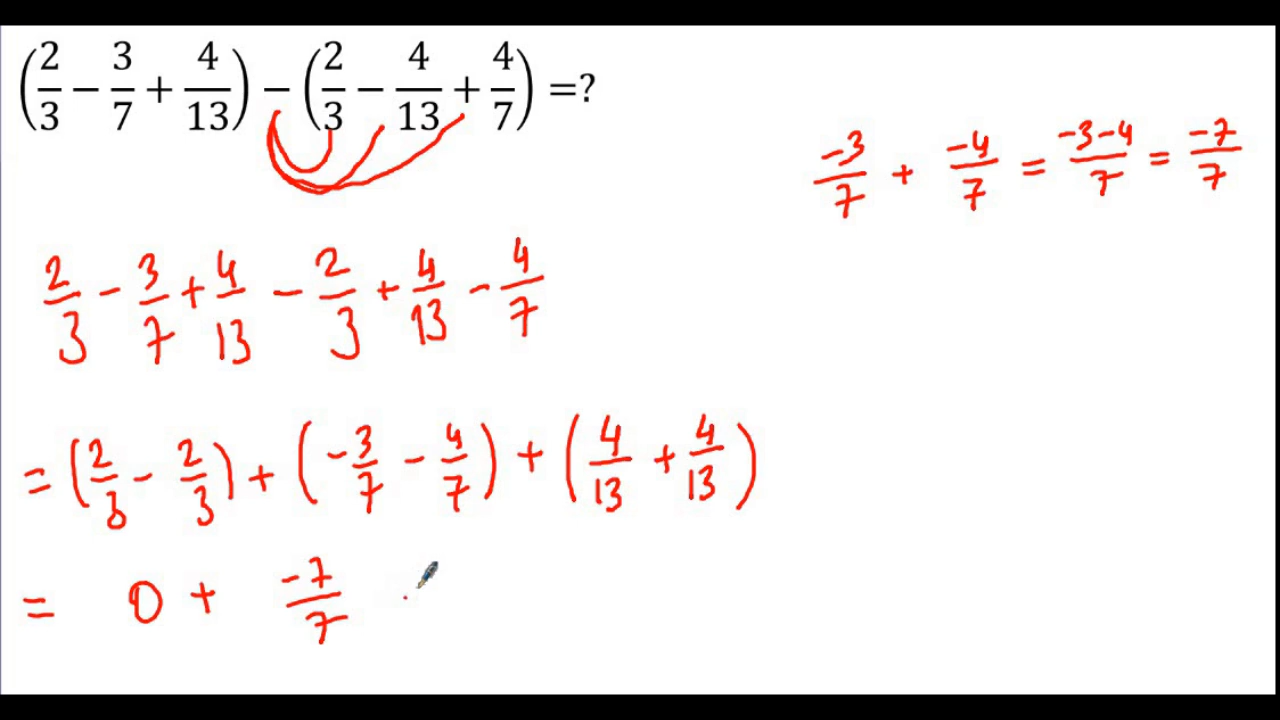 (2/3 − 3/7 + 4/13) − (2/3 − 4/13 + 4/7) =?
-3/7 + -4/7 = -3-4/7 = -7/7
2/3 - 3/7 + 4/13 - 2/3 + 4/13 - 4/7
= (2/3 - 2/3) + (-3/7 - 4/7) + (4/13 + 4/13)
= 0 + -7/7